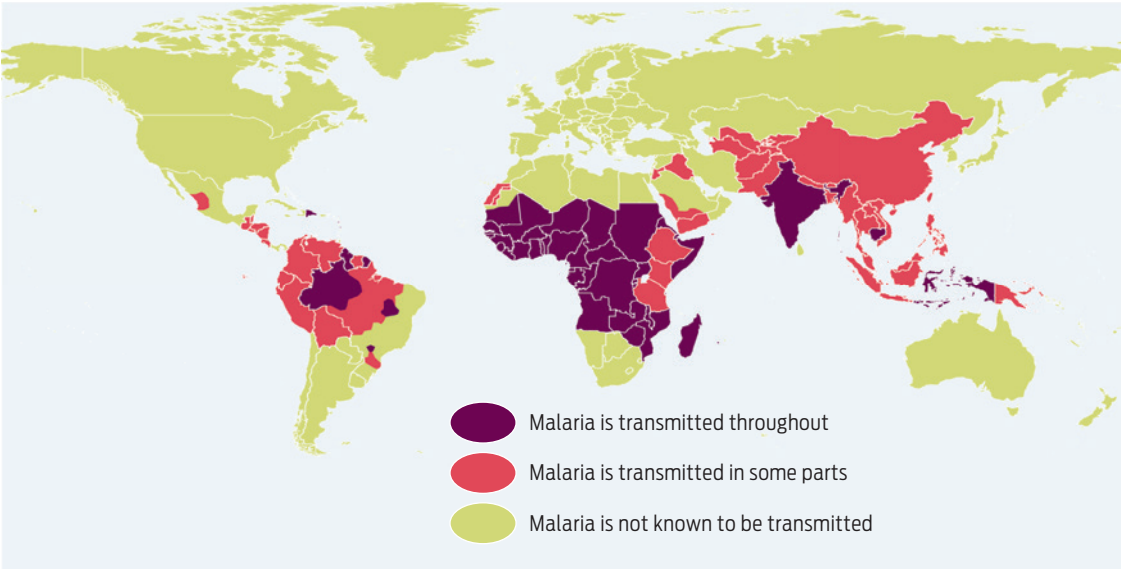 Malaria is transmitted throughout
Malaria is transmitted in some parts
Malaria is not known to be transmitted